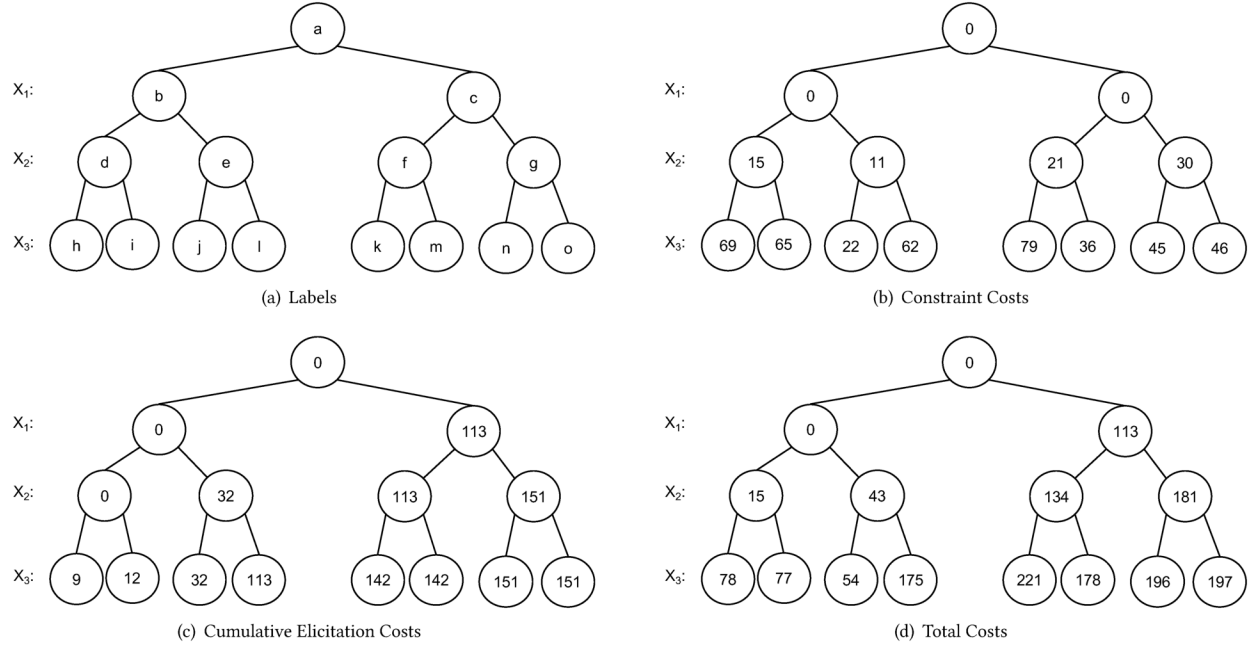 a
X1: b c
X2: d e f g
X3: h i j l k m n o
(a) Labels
0
X1: 0 0
X2: 15 11 21 30
X3: 69 65 22 62 79 36 45 46
(b) Constraint Costs
0
X1: 0 113
X2: 0 32 113 151
X3: 9 12 32 113 142 142 151 151
(c) Cumulative Elicitation Costs
0
X1: 0 113
X2: 15 43 134 181
X3: 78 77 54 175 221 178 196 197
(d) Total Costs